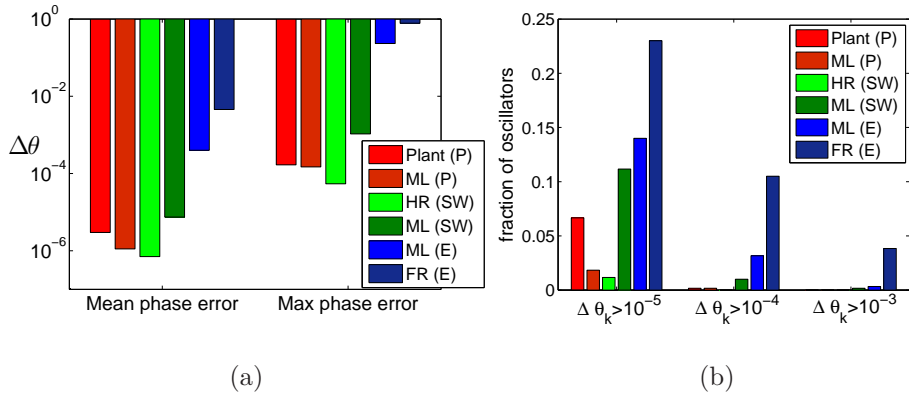 10^0
10^-2
10^-4
10^-6
Δθ
Mean phase error
Max phase error
Plant (P)
ML (P)
HR (SW)
ML (SW)
ML (E)
FR (E)
(a)
0.25
0.2
0.15
0.1
0.05
0
fraction of oscillators
Δ θ_k>10^-5
Δ θ_k>10^-4
Δ θ_k>10^-3
Plant (P)
ML (P)
HR (SW)
ML (SW)
ML (E)
FR (E)
(b)